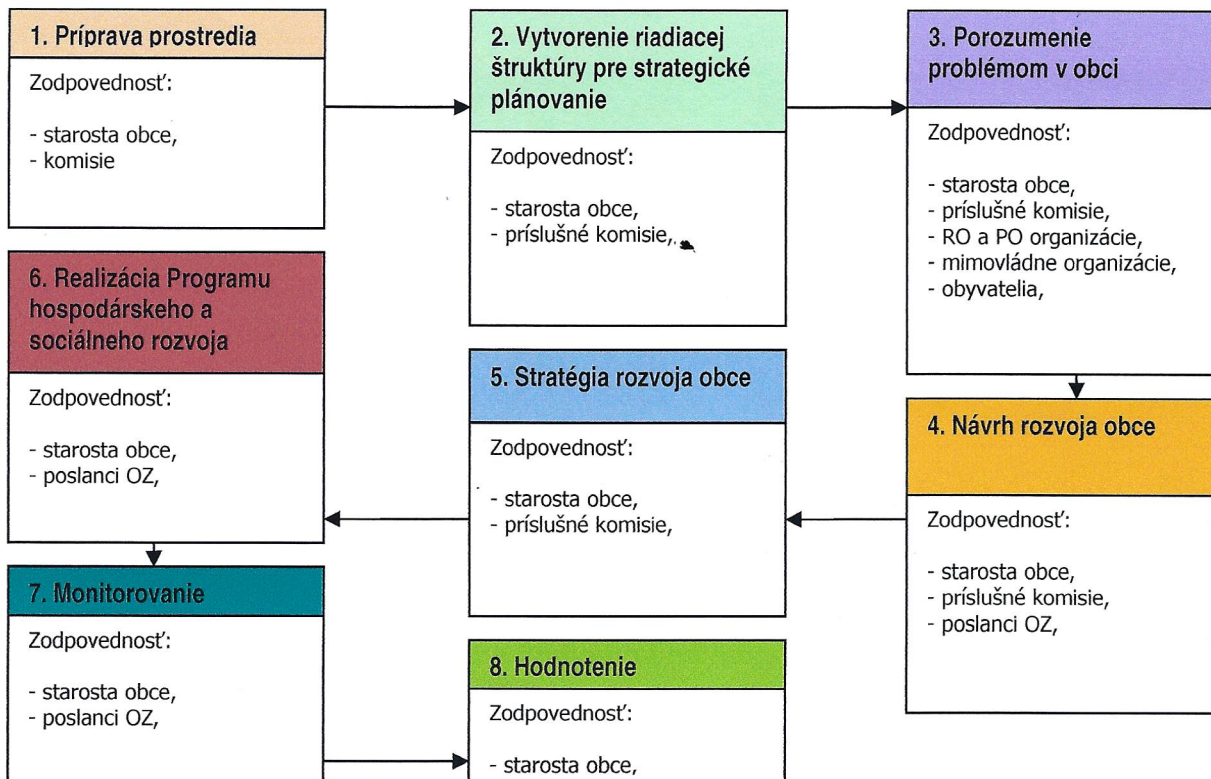 1. Príprava prostredia
Zodpovednosť:
- starosta obce,
- komisie
2. Vytvorenie riadiacej
štruktúry pre strategické
plánovanie
Zodpovednosť:
- starosta obce,
- príslušné komisie,
3. Porozumenie
problémom v obci
Zodpovednosť:
- starosta obce,
- príslušné komisie,
- RO a PO organizácie,
- mimovládne organizácie,
- obyvatelia,
4. Návrh rozvoja obce
Zodpovednosť:
- starosta obce,
- príslušné komisie,
- poslanci OZ,
5. Stratégia rozvoja obce
Zodpovednosť:
- starosta obce,
- príslušné komisie,
6. Realizácia Programu
hospodárskeho a
sociálneho rozvoja
Zodpovednosť:
- starosta obce,
- poslanci OZ,
7. Monitorovanie
Zodpovednosť:
- starosta obce,
- poslanci OZ,
8. Hodnotenie
Zodpovednosť:
- starosta obce,